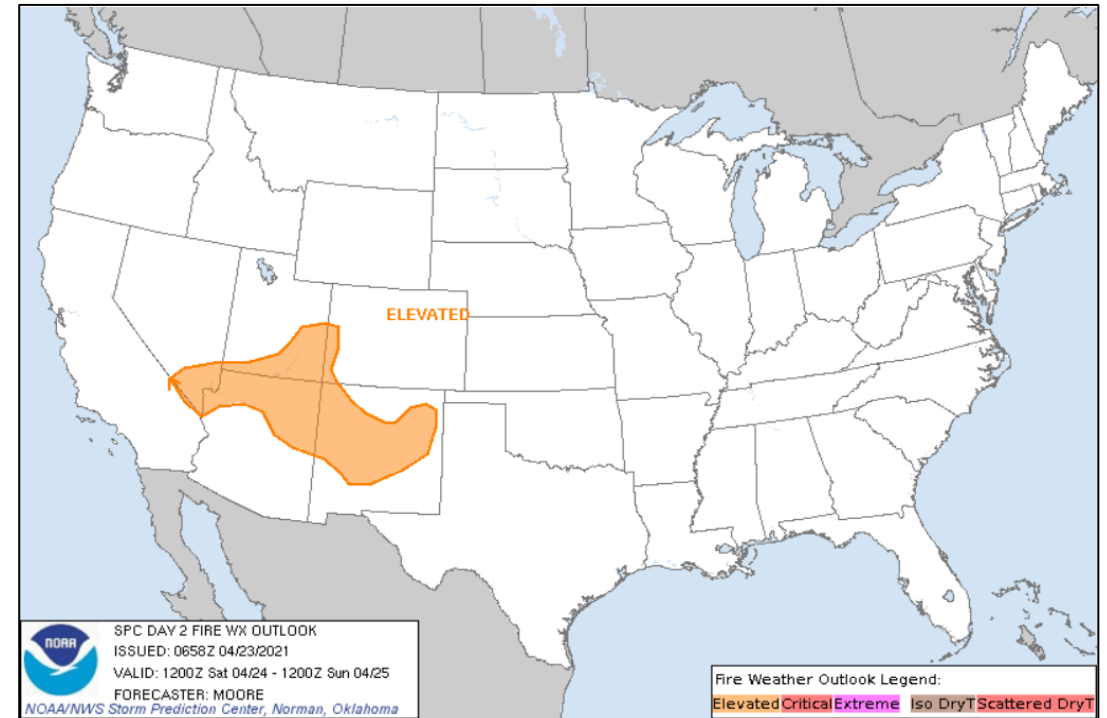 ELEVATED
NOAA
SPC DAY 2 FIRE WX OUTLOOK
ISSUED: 0658Z 04/23/2021
VALID: 1200Z Sat 04/24 - 1200Z Sun 04/25
FORECASTER: MOORE
NOAA/NWS Storm Prediction Center, Norman, Oklahoma
Fire Weather Outlook Legend:
Elevated Critical Extreme Iso DryT Scattered DryT